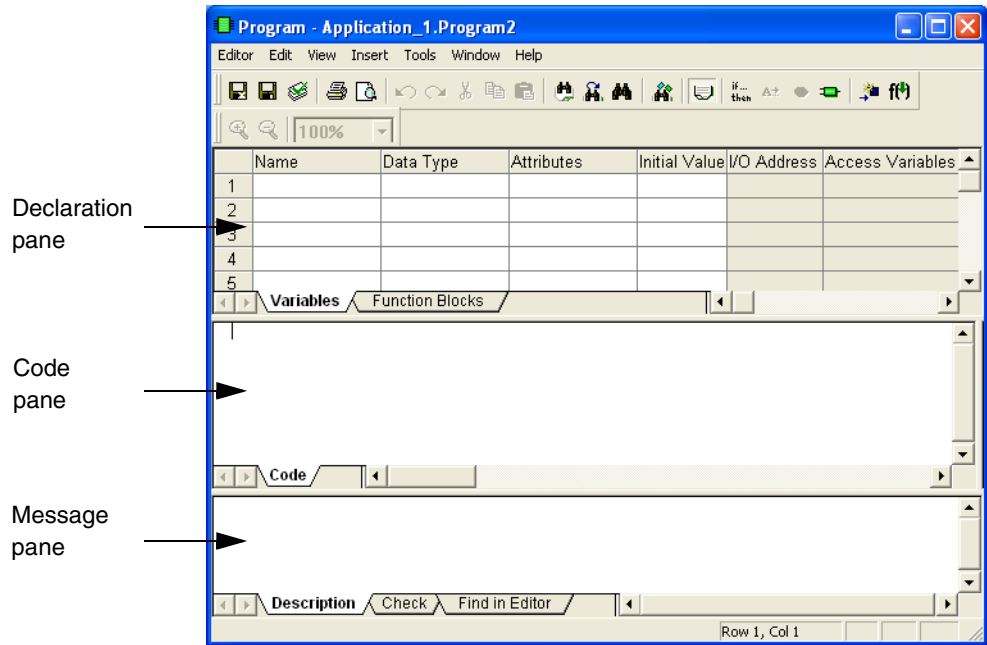 Program - Application_1.Program2
Editor Edit View Insert Tools Window Help
if... then A±
f(
100%
Name Data Type Attributes Initial Value I/O Address Access Variables
1
Declaration
2
pane
3
4
5
Variables Function Blocks
Code
pane
Code
Message
pane
Description Check Find in Editor
Row 1, Col 1